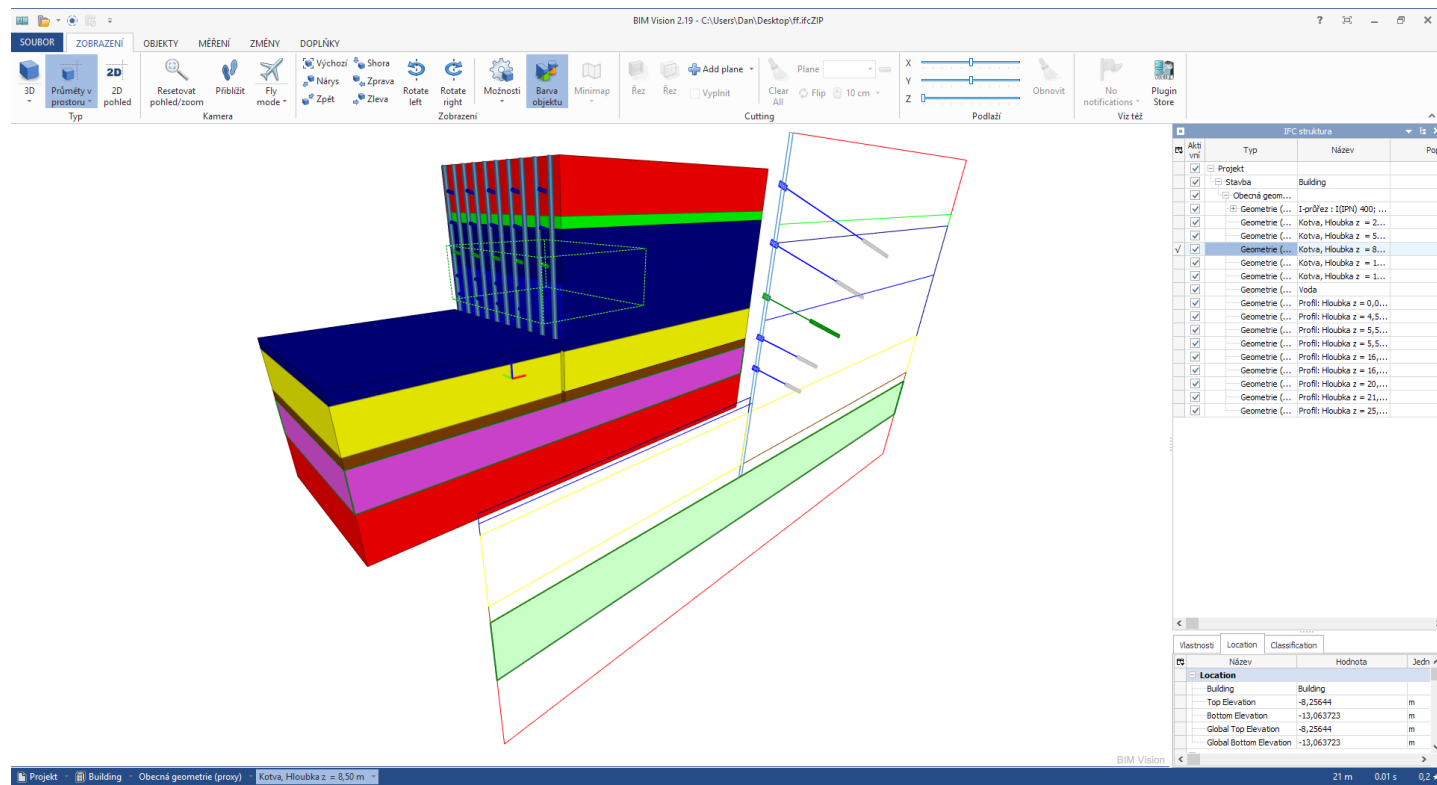 BIM Vision 2.19 - C:\Users\Dan\Desktop\ff.ifcZIP
SOUBOR ZOBRAZENÍ OBJEKTY MĚŘENÍ ZMĚNY DOPLŇKY
3D
Průměty v prostoru
2D
2D pohled
Typ
Resetovat pohled/zoom
Přiblížit
Fly mode
Kamera
Výchozí Shora
Nárys Zprava
Zpět Zleva
Rotate left
Rotate right
Možnosti
Barva objektu
Minimap
Zobrazení
Řez
Řez
Add plane
Vyplnit
Plane
Clear All
Flip 10 cm
Cutting
X
Y
Z
Obnovit
Podlaží
No notifications
Plugin Store
Viz též
IFC struktura
Akti vní Typ Název Pop
Projekt
Stavba Building
Obecná geom...
Geometrie (... I-průřez : I(IPN) 400; ...
Geometrie (... Kotva, Hloubka z = 2...
Geometrie (... Kotva, Hloubka z = 5...
√ Geometrie (... Kotva, Hloubka z = 8...
Geometrie (... Kotva, Hloubka z = 1...
Geometrie (... Kotva, Hloubka z = 1...
Geometrie (... Voda
Geometrie (... Profil: Hloubka z = 0,0...
Geometrie (... Profil: Hloubka z = 4,5...
Geometrie (... Profil: Hloubka z = 5,5...
Geometrie (... Profil: Hloubka z = 5,5...
Geometrie (... Profil: Hloubka z = 16,...
Geometrie (... Profil: Hloubka z = 16,...
Geometrie (... Profil: Hloubka z = 20,...
Geometrie (... Profil: Hloubka z = 21,...
Geometrie (... Profil: Hloubka z = 25,...
Vlastnosti Location Classification
Název Hodnota Jedn
Location
Building Building
Top Elevation -8,25644 m
Bottom Elevation -13,063723 m
Global Top Elevation -8,25644 m
Global Bottom Elevation -13,063723 m
BIM Vision
Projekt Building Obecná geometrie (proxy) Kotva, Hloubka z = 8,50 m
21 m 0.01 s 0,2